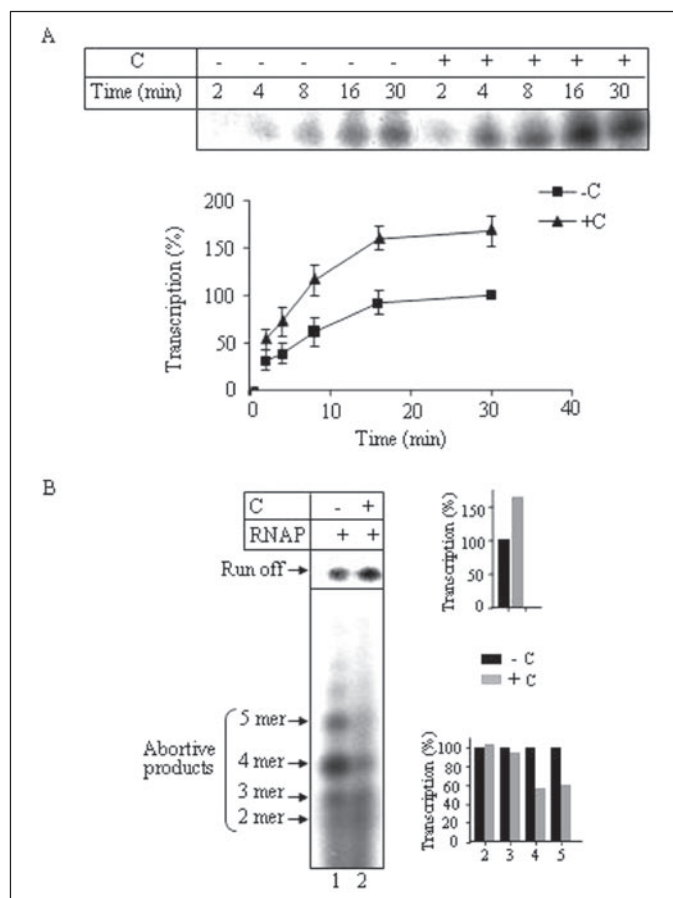 A
C - - - - - + + + + +
Time (min) 2 4 8 16 30 2 4 8 16 30
-C
+C
200
150
100
50
0
Transcription (%)
0 10 20 30 40
Time (min)
B
C - +
RNAP + +
Run off
5 mer
4 mer
3 mer
2 mer
Abortive products
1 2
150
100
50
0
Transcription (%)
- C
+ C
100
80
60
40
20
0
Transcription (%)
2 3 4 5